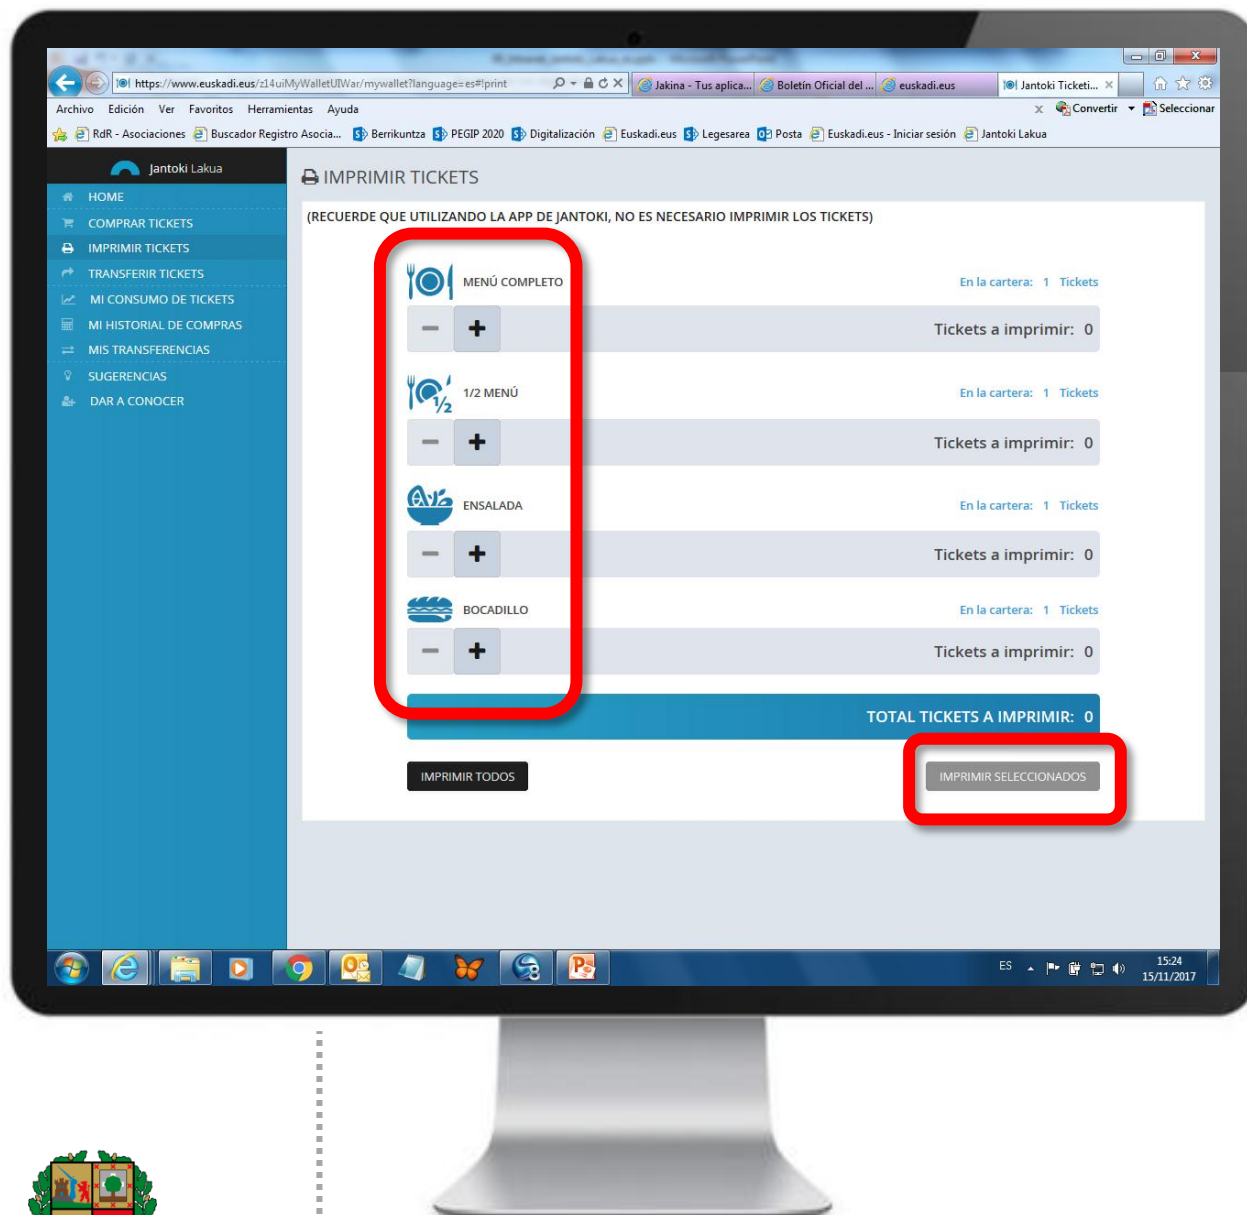 https://www.euskadi.eus/z14uiMyWalletUIWar/mywallet?language=es#!print
Jakina - Tus aplica...
Boletín Oficial del ...
euskadi.eus
Jantoki Ticketi...
Archivo Edición Ver Favoritos Herramientas Ayuda
Convertir
Seleccionar
RdR - Asociaciones
Buscador Registro Asocia...
Berrikuntza
PEGIP 2020
Digitalización
Euskadi.eus
Legesarea
Posta
Euskadi.eus - Iniciar sesión
Jantoki Lakua
Jantoki Lakua
HOME
COMPRAR TICKETS
IMPRIMIR TICKETS
TRANSFERIR TICKETS
MI CONSUMO DE TICKETS
MI HISTORIAL DE COMPRAS
MIS TRANSFERENCIAS
SUGERENCIAS
DAR A CONOCER
IMPRIMIR TICKETS
(RECUERDE QUE UTILIZANDO LA APP DE JANTOKI, NO ES NECESARIO IMPRIMIR LOS TICKETS)
MENÚ COMPLETO
En la cartera: 1 Tickets
Tickets a imprimir: 0
1/2 MENÚ
En la cartera: 1 Tickets
Tickets a imprimir: 0
ENSALADA
En la cartera: 1 Tickets
Tickets a imprimir: 0
BOCADILLO
En la cartera: 1 Tickets
Tickets a imprimir: 0
TOTAL TICKETS A IMPRIMIR: 0
IMPRIMIR TODOS
IMPRIMIR SELECCIONADOS
ES
15:24
15/11/2017